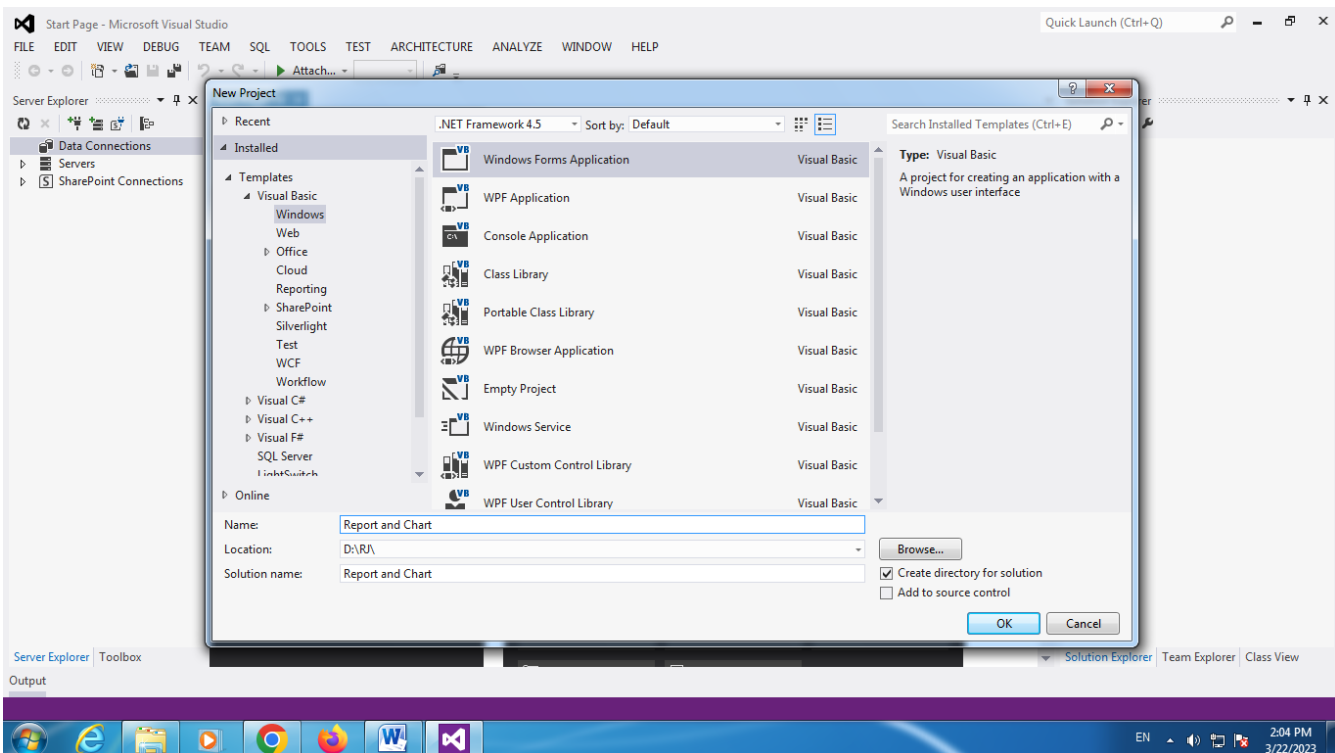 Start Page - Microsoft Visual Studio
Quick Launch (Ctrl+Q)
FILE EDIT VIEW DEBUG TEAM SQL TOOLS TEST ARCHITECTURE ANALYZE WINDOW HELP
Attach...
Server Explorer
Data Connections
Servers
SharePoint Connections
New Project
Recent
.NET Framework 4.5 Sort by: Default
Search Installed Templates (Ctrl+E)
Installed
Templates
Visual Basic
Windows
Web
Office
Cloud
Reporting
SharePoint
Silverlight
Test
WCF
Workflow
Visual C#
Visual C++
Visual F#
SQL Server
LightSwitch
Online
Windows Forms Application Visual Basic
WPF Application Visual Basic
Console Application Visual Basic
Class Library Visual Basic
Portable Class Library Visual Basic
WPF Browser Application Visual Basic
Empty Project Visual Basic
Windows Service Visual Basic
WPF Custom Control Library Visual Basic
WPF User Control Library Visual Basic
Type: Visual Basic
A project for creating an application with a
Windows user interface
Name: Report and Chart
Location: D:\RJ\
Browse...
Solution name: Report and Chart
Create directory for solution
Add to source control
OK Cancel
Server Explorer Toolbox
Solution Explorer Team Explorer Class View
Output
EN
2:04 PM
3/22/2023